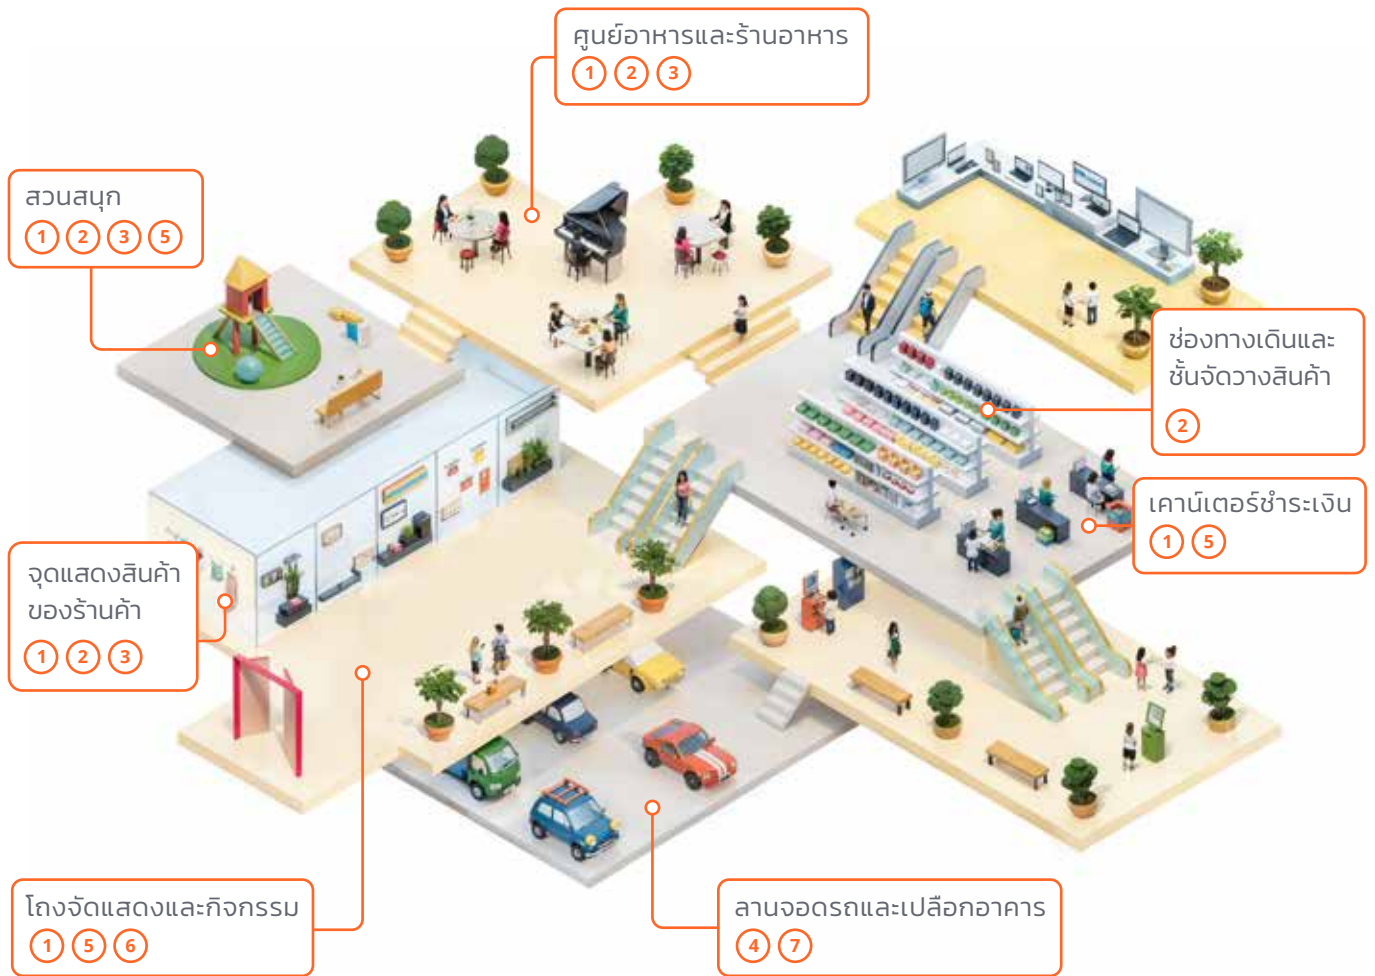 ศูนย์อาหารและร้านอาหาร
1 2 3
สวนสนุก
1 2 3 5
ช่องทางเดินและ
ชั้นจัดวางสินค้า
2
เคาน์เตอร์ชำระเงิน
1 5
จุดแสดงสินค้า
ของร้านค้า
1 2 3
โถงจัดแสดงและกิจกรรม
1 5 6
ลานจอดรถและเปลือกอาคาร
4 7